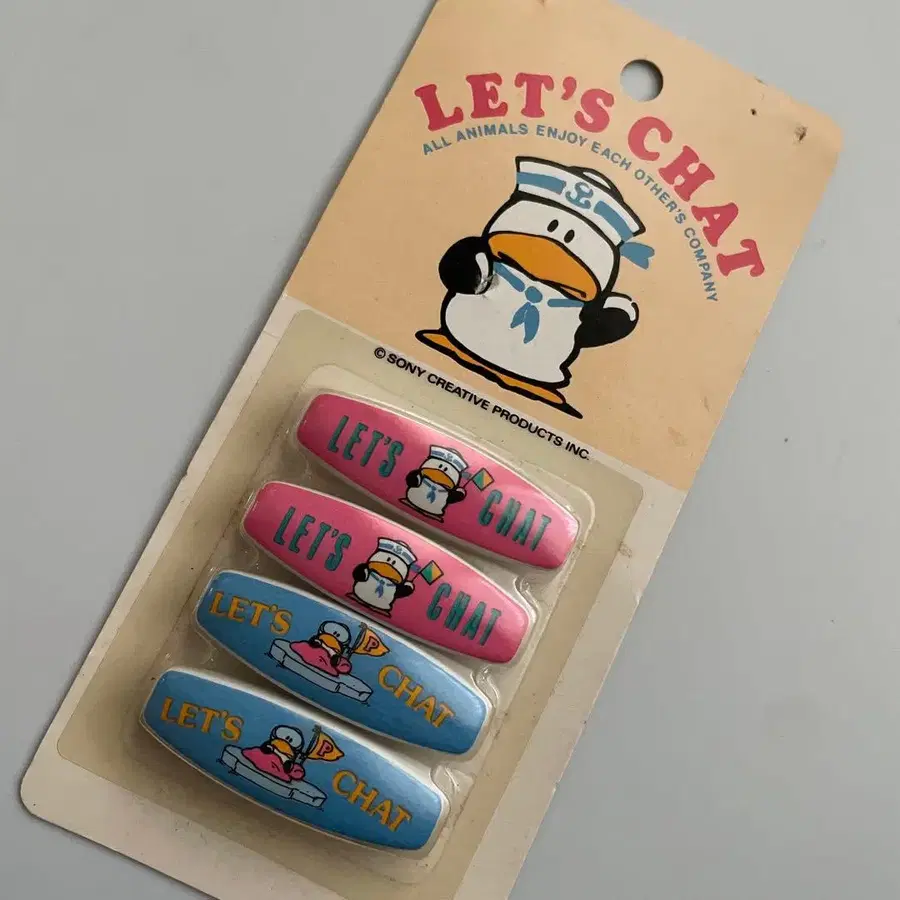 LET'S CHAT
ALL ANIMALS ENJOY EACH OTHER'S COMPANY
© SONY CREATIVE PRODUCTS INC.
LET'S CHAT
LET'S CHAT
LET'S P CHAT
LET'S P CHAT